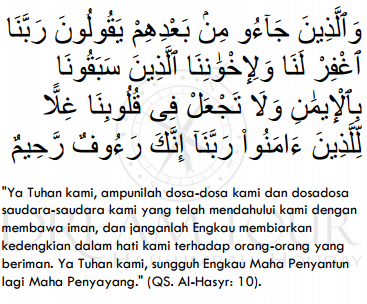 وَٱلَّذِينَ جَآءُو مِنۢ بَعْدِهِمْ يَقُولُونَ رَبَّنَا
ٱغْفِرْ لَنَا وَلِإِخْوَٰنِنَا ٱلَّذِينَ سَبَقُونَا
بِٱلْإِيمَٰنِ وَلَا تَجْعَلْ فِى قُلُوبِنَا غِلًّا
لِّلَّذِينَ ءَامَنُوا۟ رَبَّنَآ إِنَّكَ رَءُوفٌ رَّحِيمٌ
"Ya Tuhan kami, ampunilah dosa-dosa kami dan dosadosa
saudara-saudara kami yang telah mendahului kami dengan
membawa iman, dan janganlah Engkau membiarkan
kedengkian dalam hati kami terhadap orang-orang yang
beriman. Ya Tuhan kami, sungguh Engkau Maha Penyantun
lagi Maha Penyayang." (QS. Al-Hasyr: 10).